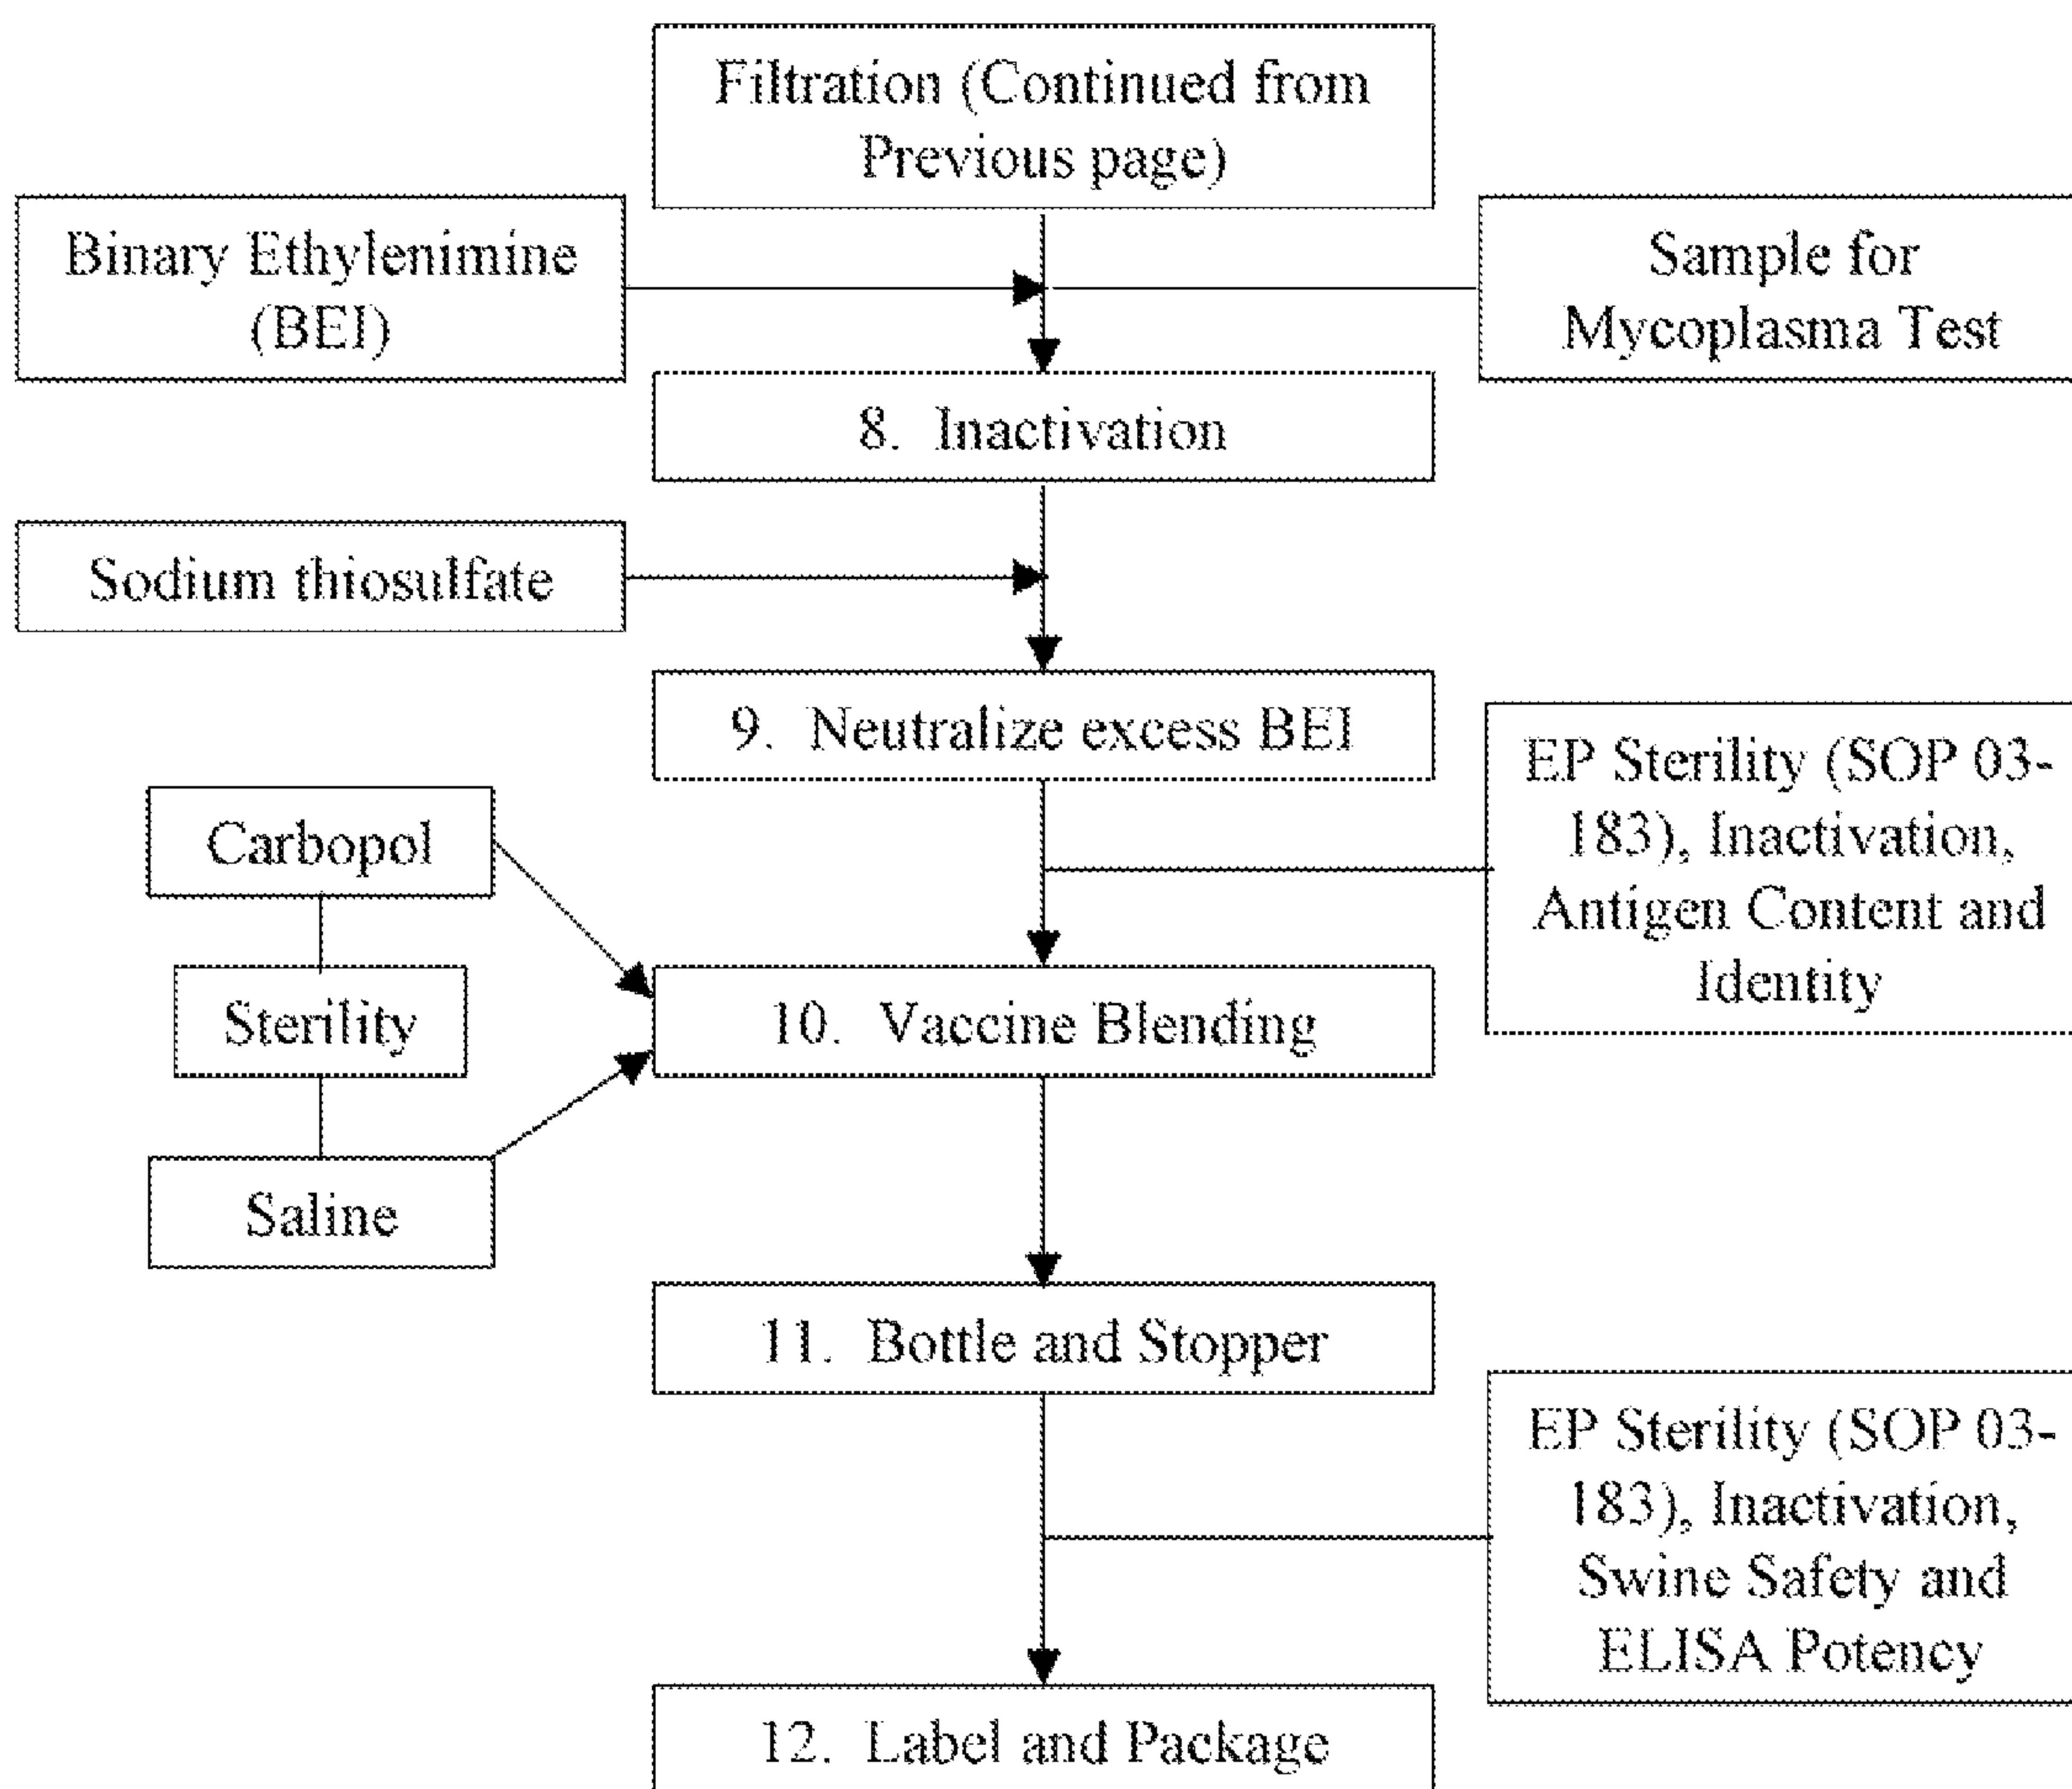 Filtration (Continued from
Previous page)
Binary Ethylenimine
(BEI)
Sample for
Mycoplasma Test
8. Inactivation
Sodium thiosulfate
9. Neutralize excess BEI
EP Sterility (SOP 03-
183), Inactivation,
Antigen Content and
Identity
Carbopol
Sterility
Saline
10. Vaccine Blending
11. Bottle and Stopper
EP Sterility (SOP 03-
183), Inactivation,
Swine Safety and
ELISA Potency
12. Label and Package